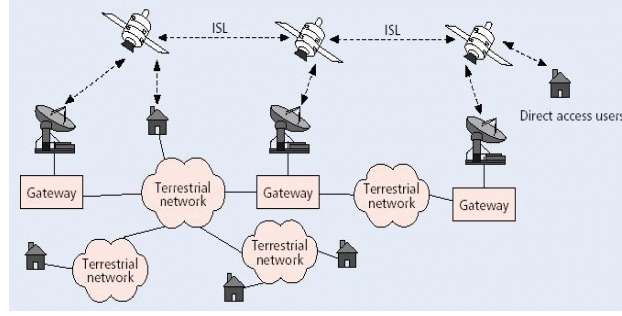 ISL
ISL
Direct access users
Gateway
Terrestrial
network
Gateway
Terrestrial
network
Gateway
Terrestrial
network
Terrestrial
network